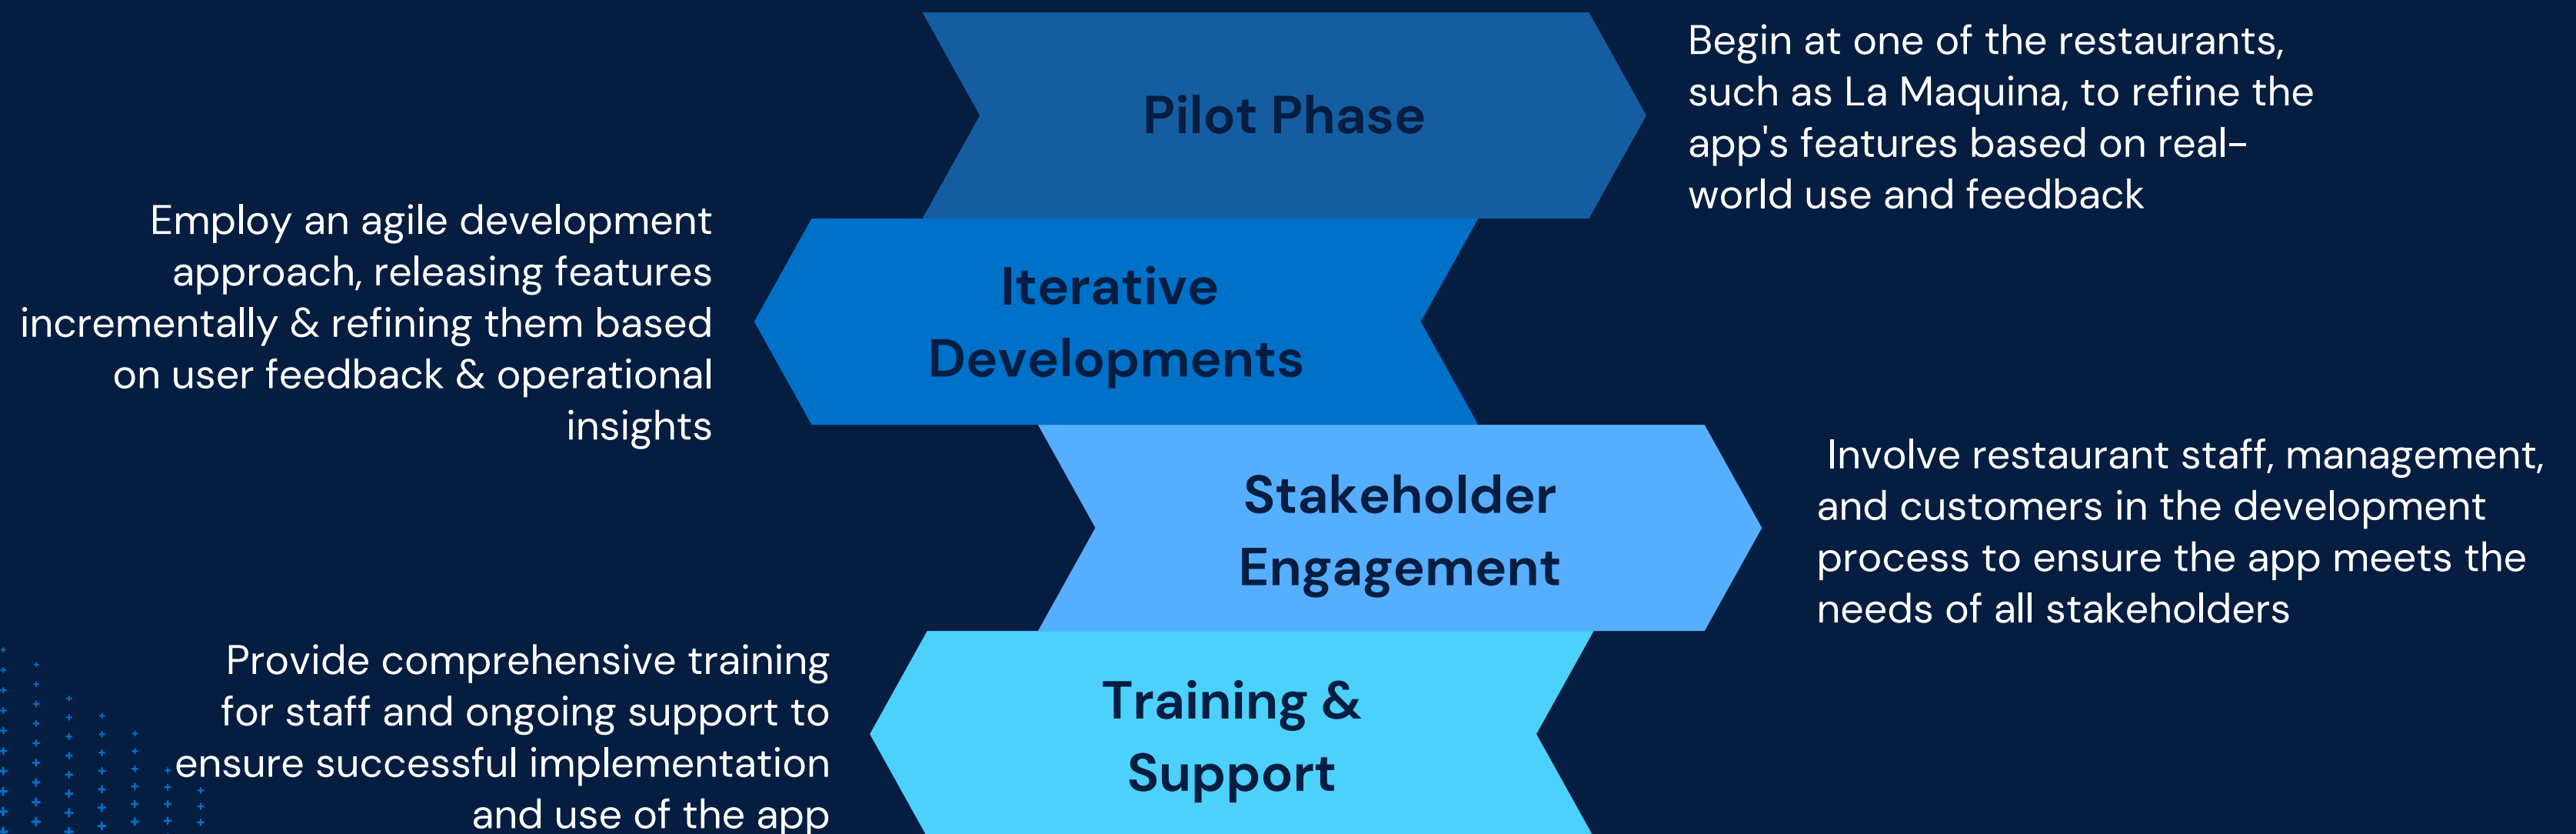 Pilot Phase
Begin at one of the restaurants,
such as La Maquina, to refine the
app's features based on real-
world use and feedback
Employ an agile development
approach, releasing features
incrementally & refining them based
on user feedback & operational
insights
Iterative
Developments
Stakeholder
Engagement
Involve restaurant staff, management,
and customers in the development
process to ensure the app meets the
needs of all stakeholders
Provide comprehensive training
for staff and ongoing support to
ensure successful implementation
and use of the app
Training &
Support